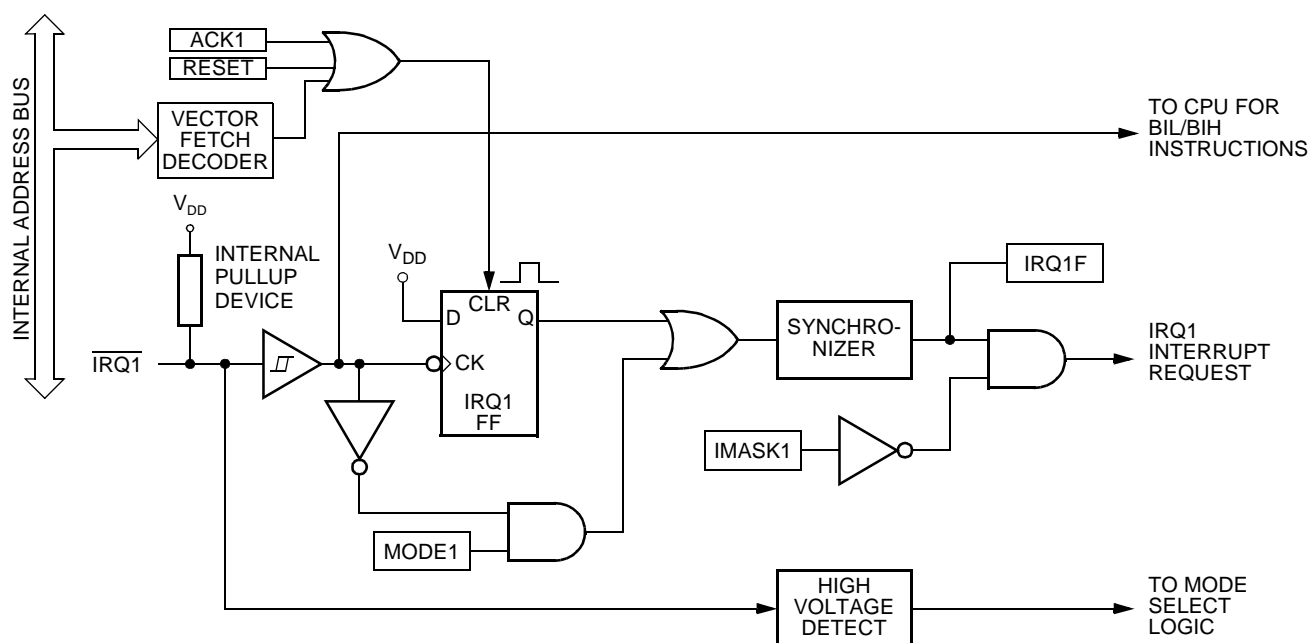 INTERNAL ADDRESS BUS
ACK1
RESET
VECTOR
FETCH
DECODER
TO CPU FOR
BIL/BIH
INSTRUCTIONS
VDD
INTERNAL
PULLUP
DEVICE
VDD
CLR
D
Q
CK
IRQ1
FF
SYNCHRO-
NIZER
IRQ1F
IRQ1
INTERRUPT
REQUEST
IRQ1
IMASK1
MODE1
HIGH
VOLTAGE
DETECT
TO MODE
SELECT
LOGIC